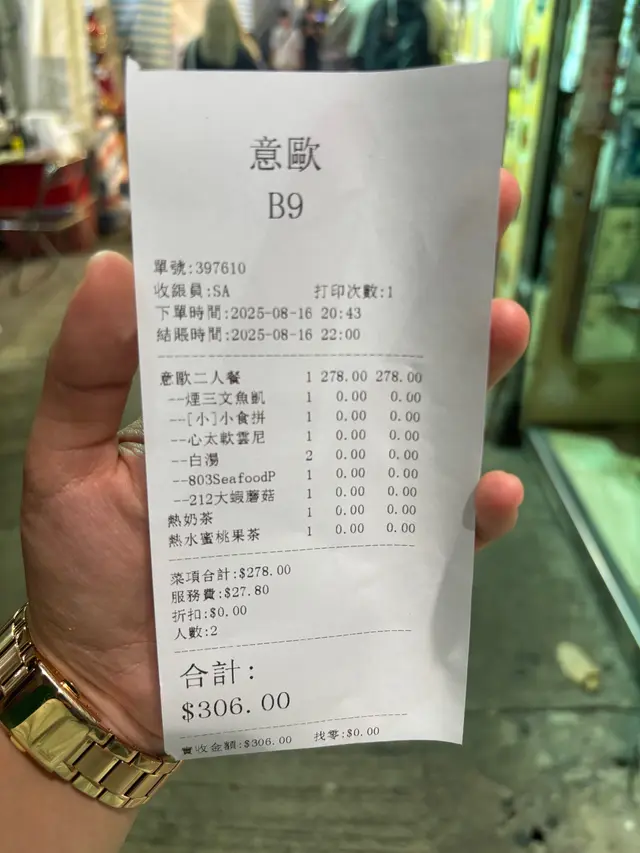 意歐
B9
單號:397610
收銀員:SA 打印次數:1
下單時間:2025-08-16 20:43
結賬時間:2025-08-16 22:00
意歐二人餐 1 278.00 278.00
--煙三文魚凱 1 0.00 0.00
--[小]小食拼 1 0.00 0.00
--心太軟雲尼 1 0.00 0.00
--白湯 2 0.00 0.00
--803SeafoodP 1 0.00 0.00
--212大蝦蘑菇 1 0.00 0.00
熱奶茶 1 0.00 0.00
熱水蜜桃果茶 1 0.00 0.00
菜項合計:$278.00
服務費:$27.80
折扣:$0.00
人數:2
合計:
$306.00
實收金額:$306.00 找零:$0.00